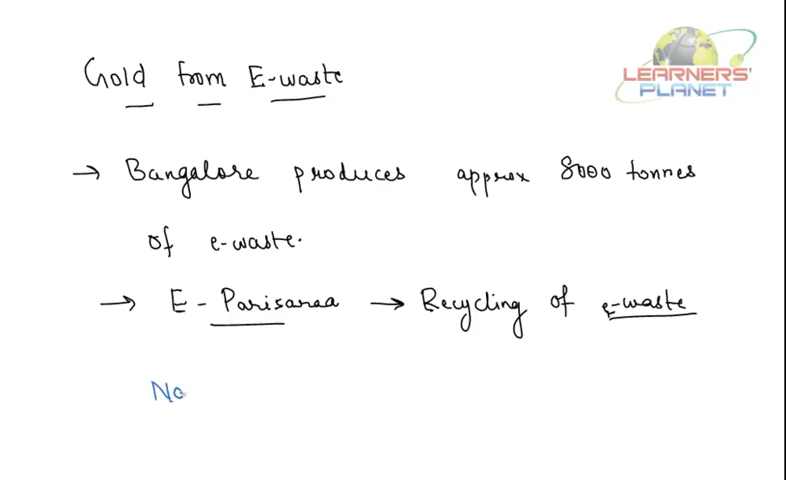 LEARNERS'
PLANET
Gold from E-waste
→ Bangalore produces approx 8000 tonnes
of e-waste.
→ E - Parisaraa → Recycling of e-waste
No